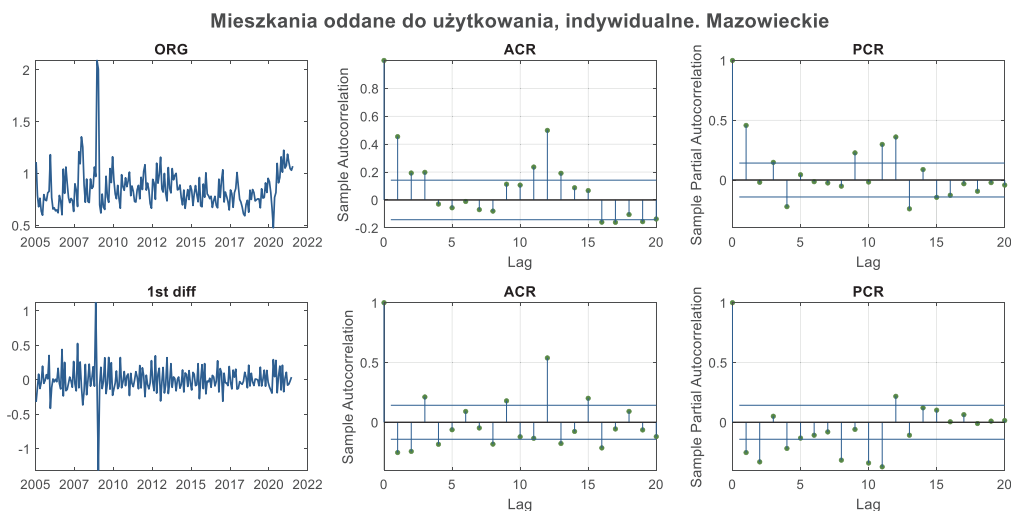 Mieszkania oddane do użytkowania, indywidualne. Mazowieckie
ORG
2
1.5
1
0.5
2005 2007 2010 2012 2015 2017 2020 2022
ACR
Sample Autocorrelation
0.8
0.6
0.4
0.2
0
-0.2
0 5 10 15 20
Lag
PCR
Sample Partial Autocorrelation
1
0.5
0
0 5 10 15 20
Lag
1st diff
1
0.5
0
-0.5
-1
2005 2007 2010 2012 2015 2017 2020 2022
ACR
Sample Autocorrelation
1
0.5
0
0 5 10 15 20
Lag
PCR
Sample Partial Autocorrelation
1
0.5
0
0 5 10 15 20
Lag